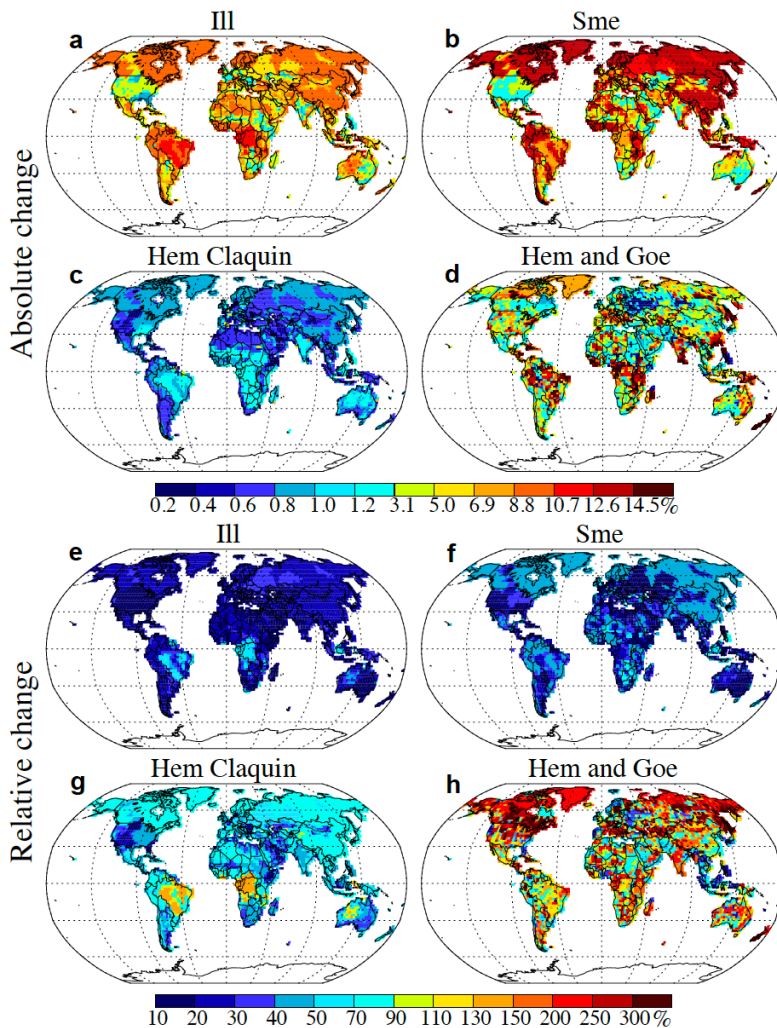 Ill
Sme
a
b
Absolute change
Hem Claquin
Hem and Goe
c
d
0.2 0.4 0.6 0.8 1.0 1.2 3.1 5.0 6.9 8.8 10.7 12.6 14.5%
Ill
Sme
e
f
Relative change
Hem Claquin
Hem and Goe
g
h
10 20 30 40 50 70 90 110 130 150 200 250 300%